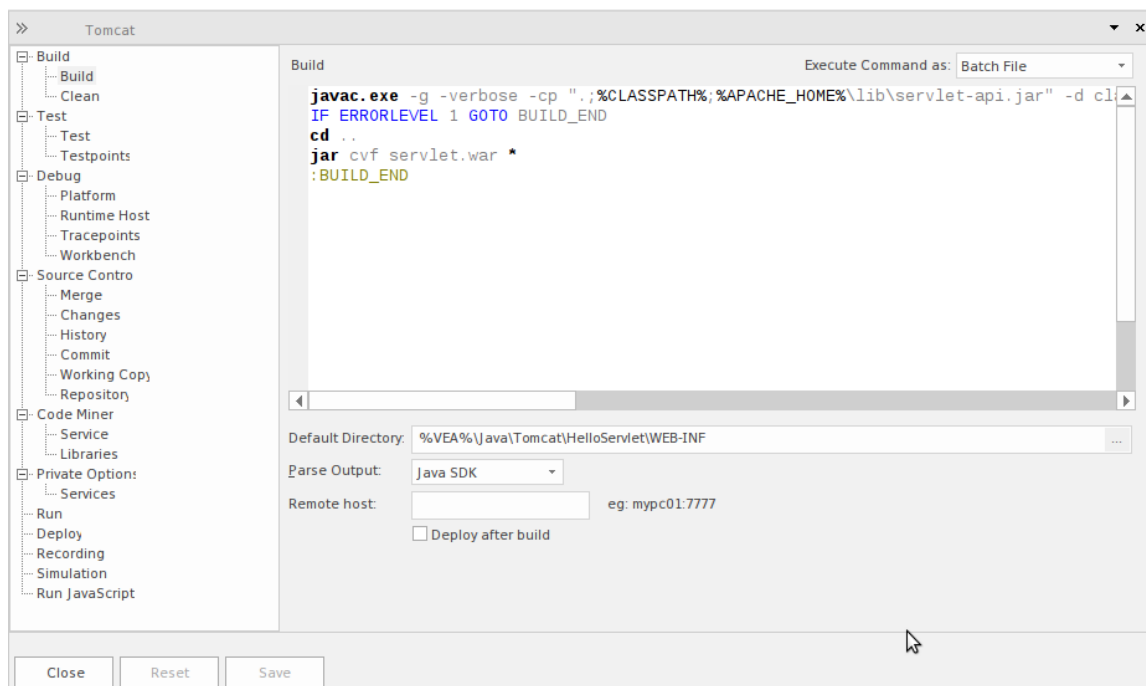 Tomcat
Build
Build
Clean
Test
Test
Testpoints
Debug
Platform
Runtime Host
Tracepoints
Workbench
Source Contro
Merge
Changes
History
Commit
Working Copy
Repository
Code Miner
Service
Libraries
Private Options
Services
Run
Deploy
Recording
Simulation
Run JavaScript
Build
Execute Command as: Batch File
javac.exe -g -verbose -cp ".;%CLASSPATH%;%APACHE_HOME%\lib\servlet-api.jar" -d cla
IF ERRORLEVEL 1 GOTO BUILD_END
cd ..
jar cvf servlet.war *
:BUILD_END
Default Directory: %VEA%\Java\Tomcat\HelloServlet\WEB-INF ...
Parse Output: Java SDK
Remote host: eg: mypc01:7777
Deploy after build
Close Reset Save